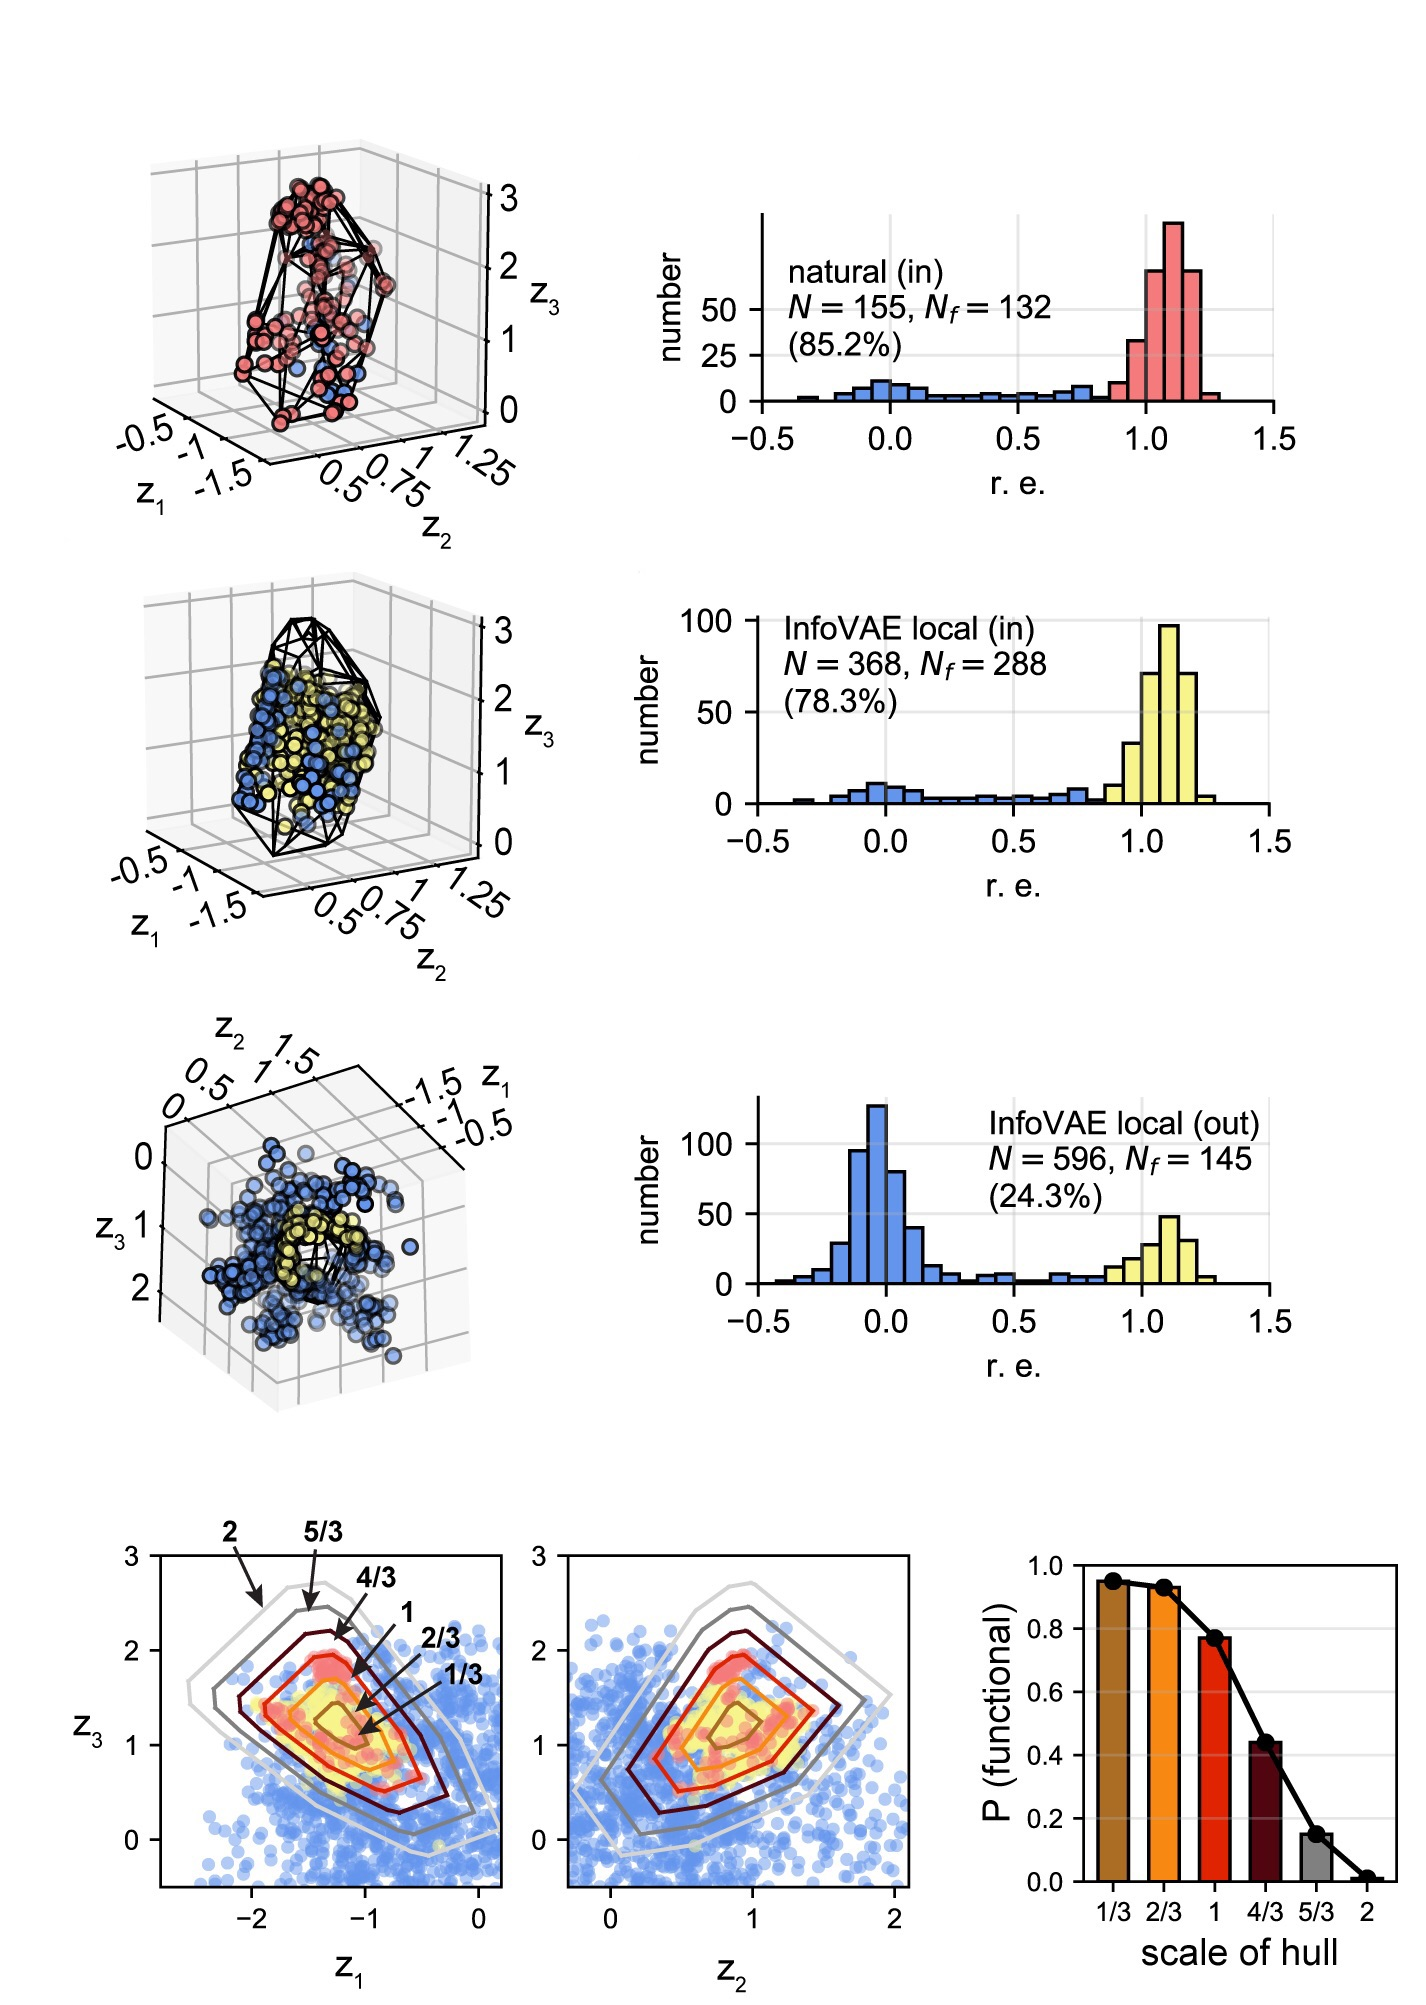 3
2
1
0
z3
-0.5
-1
-1.5
z1
0.5
0.75
1
1.25
z2
number
50
25
0
natural (in)
N = 155, Nf = 132
(85.2%)
−0.5 0.0 0.5 1.0 1.5
r. e.
3
2
1
0
z3
-0.5
-1
-1.5
z1
0.5
0.75
1
1.25
z2
number
100
50
0
InfoVAE local (in)
N = 368, Nf = 288
(78.3%)
−0.5 0.0 0.5 1.0 1.5
r. e.
z2
0
0.5
1
1.5
-1.5
-1
-0.5
z1
0
1
2
z3
number
100
50
0
InfoVAE local (out)
N = 596, Nf = 145
(24.3%)
−0.5 0.0 0.5 1.0 1.5
r. e.
2 5/3
4/3
1
2/3
1/3
3
2
1
0
z3
−2 −1 0
z1
3
2
1
0
0 1 2
z2
P (functional)
1.0
0.8
0.6
0.4
0.2
0.0
1/3 2/3 1 4/3 5/3 2
scale of hull